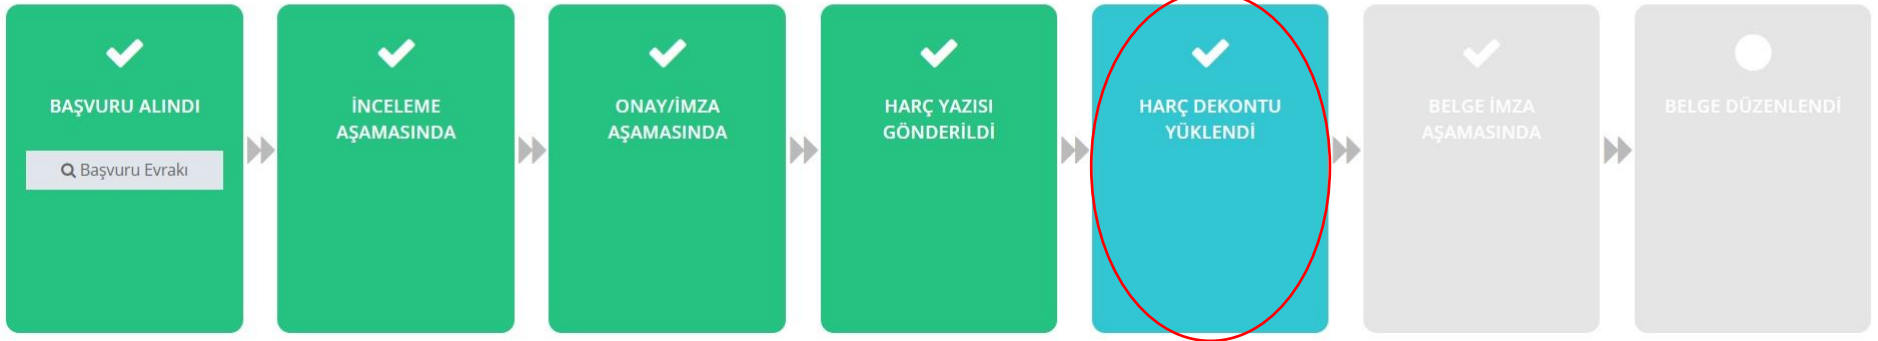 BAŞVURU ALINDI
Başvuru Evrakı
İNCELEME
AŞAMASINDA
ONAY/İMZA
AŞAMASINDA
HARÇ YAZISI
GÖNDERİLDİ
HARÇ DEKONTU
YÜKLENDİ
BELGE İMZA
AŞAMASINDA
BELGE DÜZENLENDİ